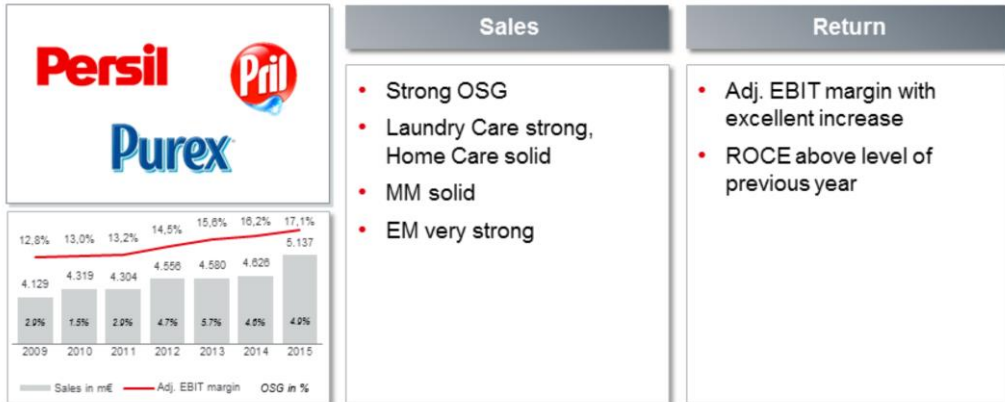 Persil
Pril
Purex
12,8% 13,0% 13,2% 14,5% 15,6% 16,2% 17,1%
4.129 4.319 4.304 4.556 4.580 4.626 5.137
2.9% 1.5% 2.9% 4.7% 5.7% 4.6% 4.9%
2009 2010 2011 2012 2013 2014 2015
Sales in m€ Adj. EBIT margin OSG in %
Sales
• Strong OSG
• Laundry Care strong,
Home Care solid
• MM solid
• EM very strong
Return
• Adj. EBIT margin with
excellent increase
• ROCE above level of
previous year